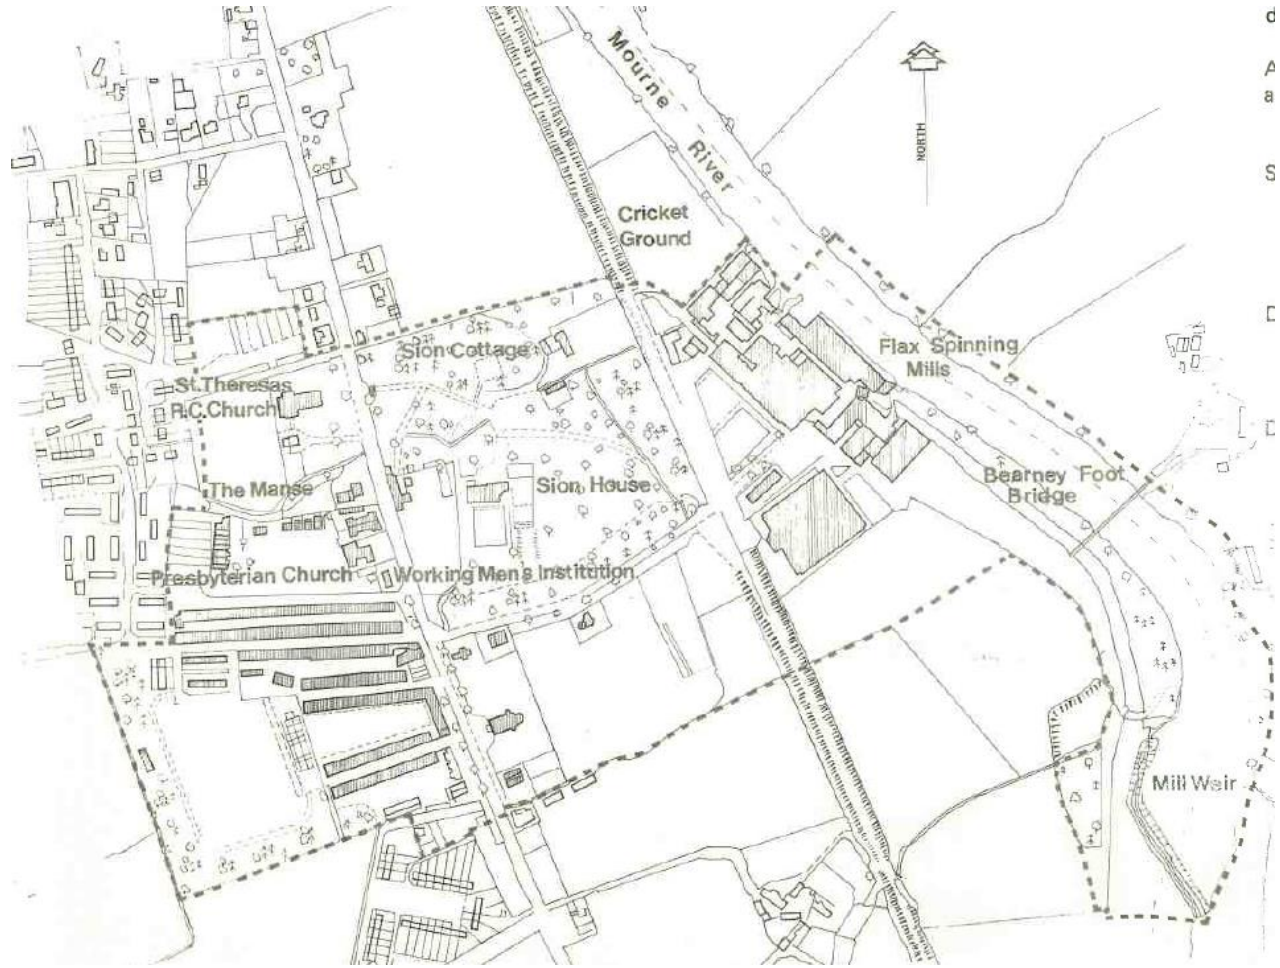 Mourne
River
NORTH
Cricket
Ground
Flax Spinning
Mills
Sion Cottage
St. Theresas
R.C. Church
Bearney Foot
Bridge
The Manse
Sion House
Presbyterian Church
Working Men's Institution
Mill Weir
d
A
a
S
D
D